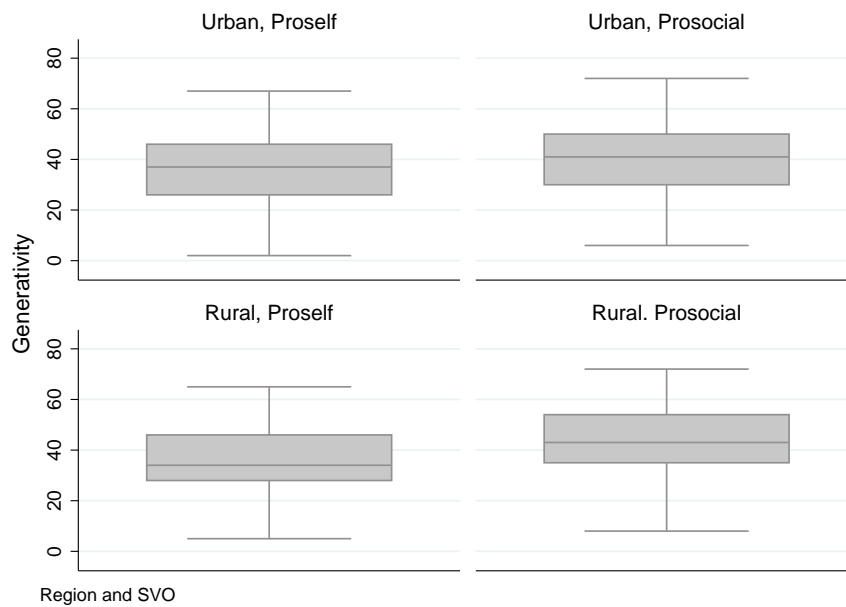 Urban, Proself
Urban, Prosocial
80
60
40
20
0
Rural, Proself
Rural. Prosocial
80
60
40
20
0
Generativity
Region and SVO